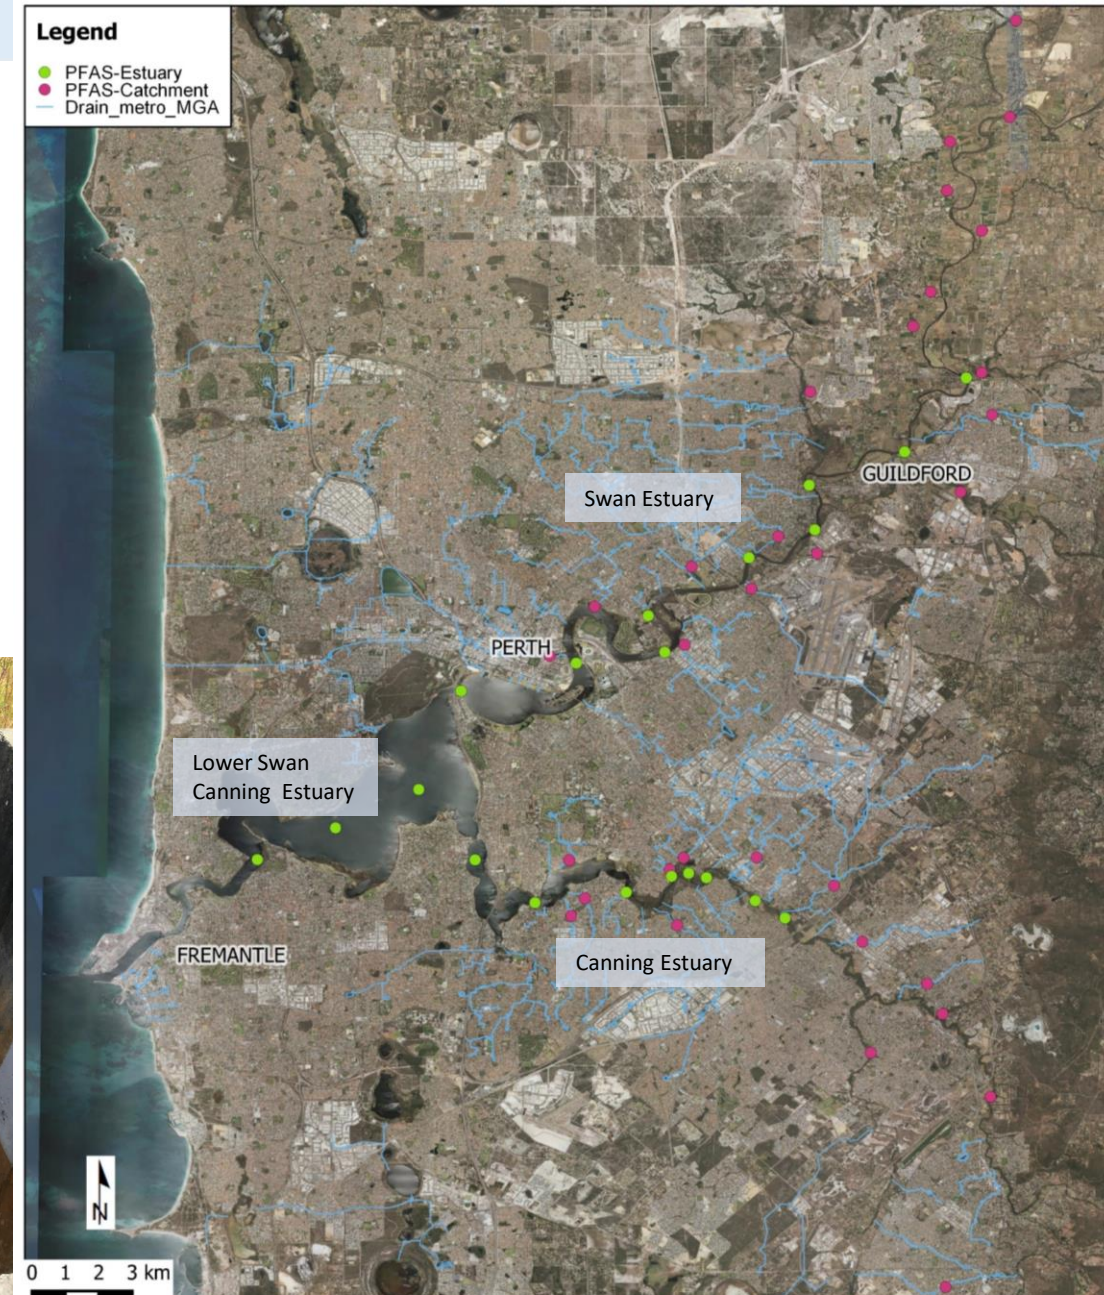 Legend
PFAS-Estuary
PFAS-Catchment
Drain_metro_MGA
Swan Estuary
GUILDFORD
PERTH
Lower Swan
Canning Estuary
FREMANTLE
Canning Estuary
N
0 1 2 3 km